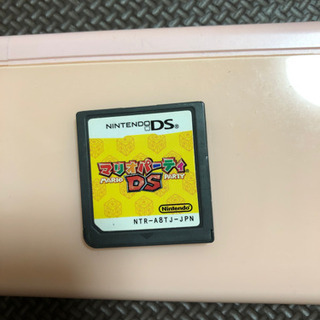 NINTENDO DS
マリオパーティ
MARIO DS PARTY
Nintendo
NTR-A8TJ-JPN